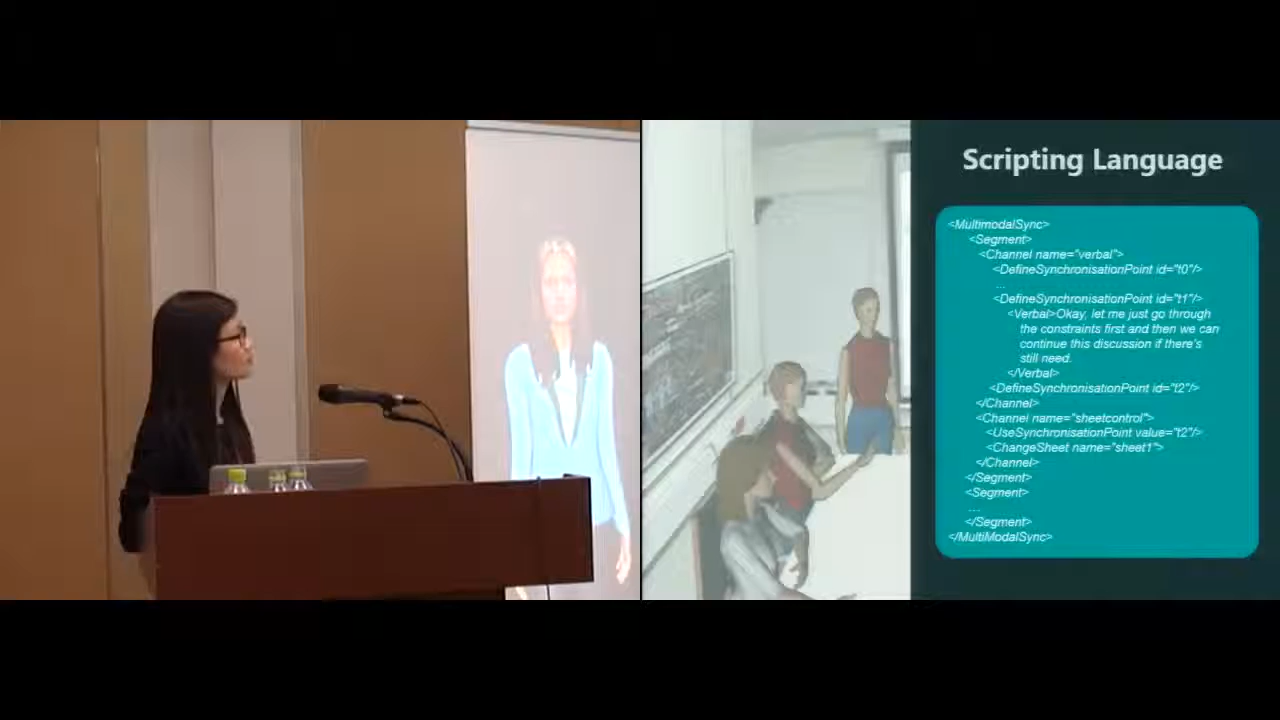 Scripting Language
<MultimodalSync>
<Segment>
<Channel name="verbal">
<DefineSynchronisationPoint id="t0"/>
...
<DefineSynchronisationPoint id="t1"/>
<Verbal>Okay, let me just go through
the constraints first and then we can
continue this discussion if there's
still need.
</Verbal>
<DefineSynchronisationPoint id="t2"/>
</Channel>
<Channel name="sheetcontrol">
<UseSynchronisationPoint value="t2"/>
<ChangeSheet name="sheet1">
</Channel>
</Segment>
<Segment>
...
</Segment>
</MultiModalSync>